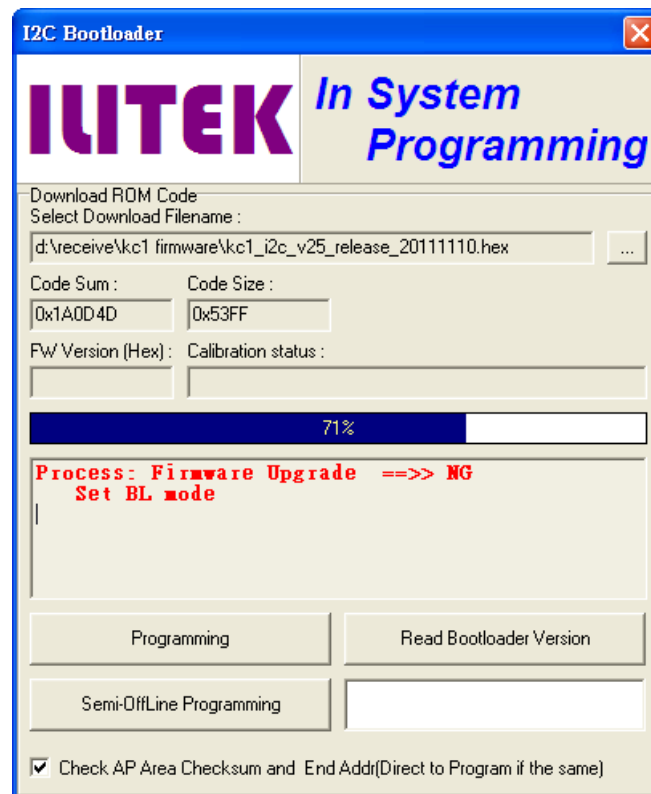 I2C Bootloader
ILITEK
In System
Programming
Download ROM Code
Select Download Filename :
d:\receive\kc1 firmware\kc1_i2c_v25_release_20111110.hex
...
Code Sum :
Code Size :
0x1A0D4D
0x53FF
FW Version (Hex) :
Calibration status :
71%
Process: Firmware Upgrade ==>> NG
Set BL mode
Programming
Read Bootloader Version
Semi-OffLine Programming
Check AP Area Checksum and End Addr(Direct to Program if the same)